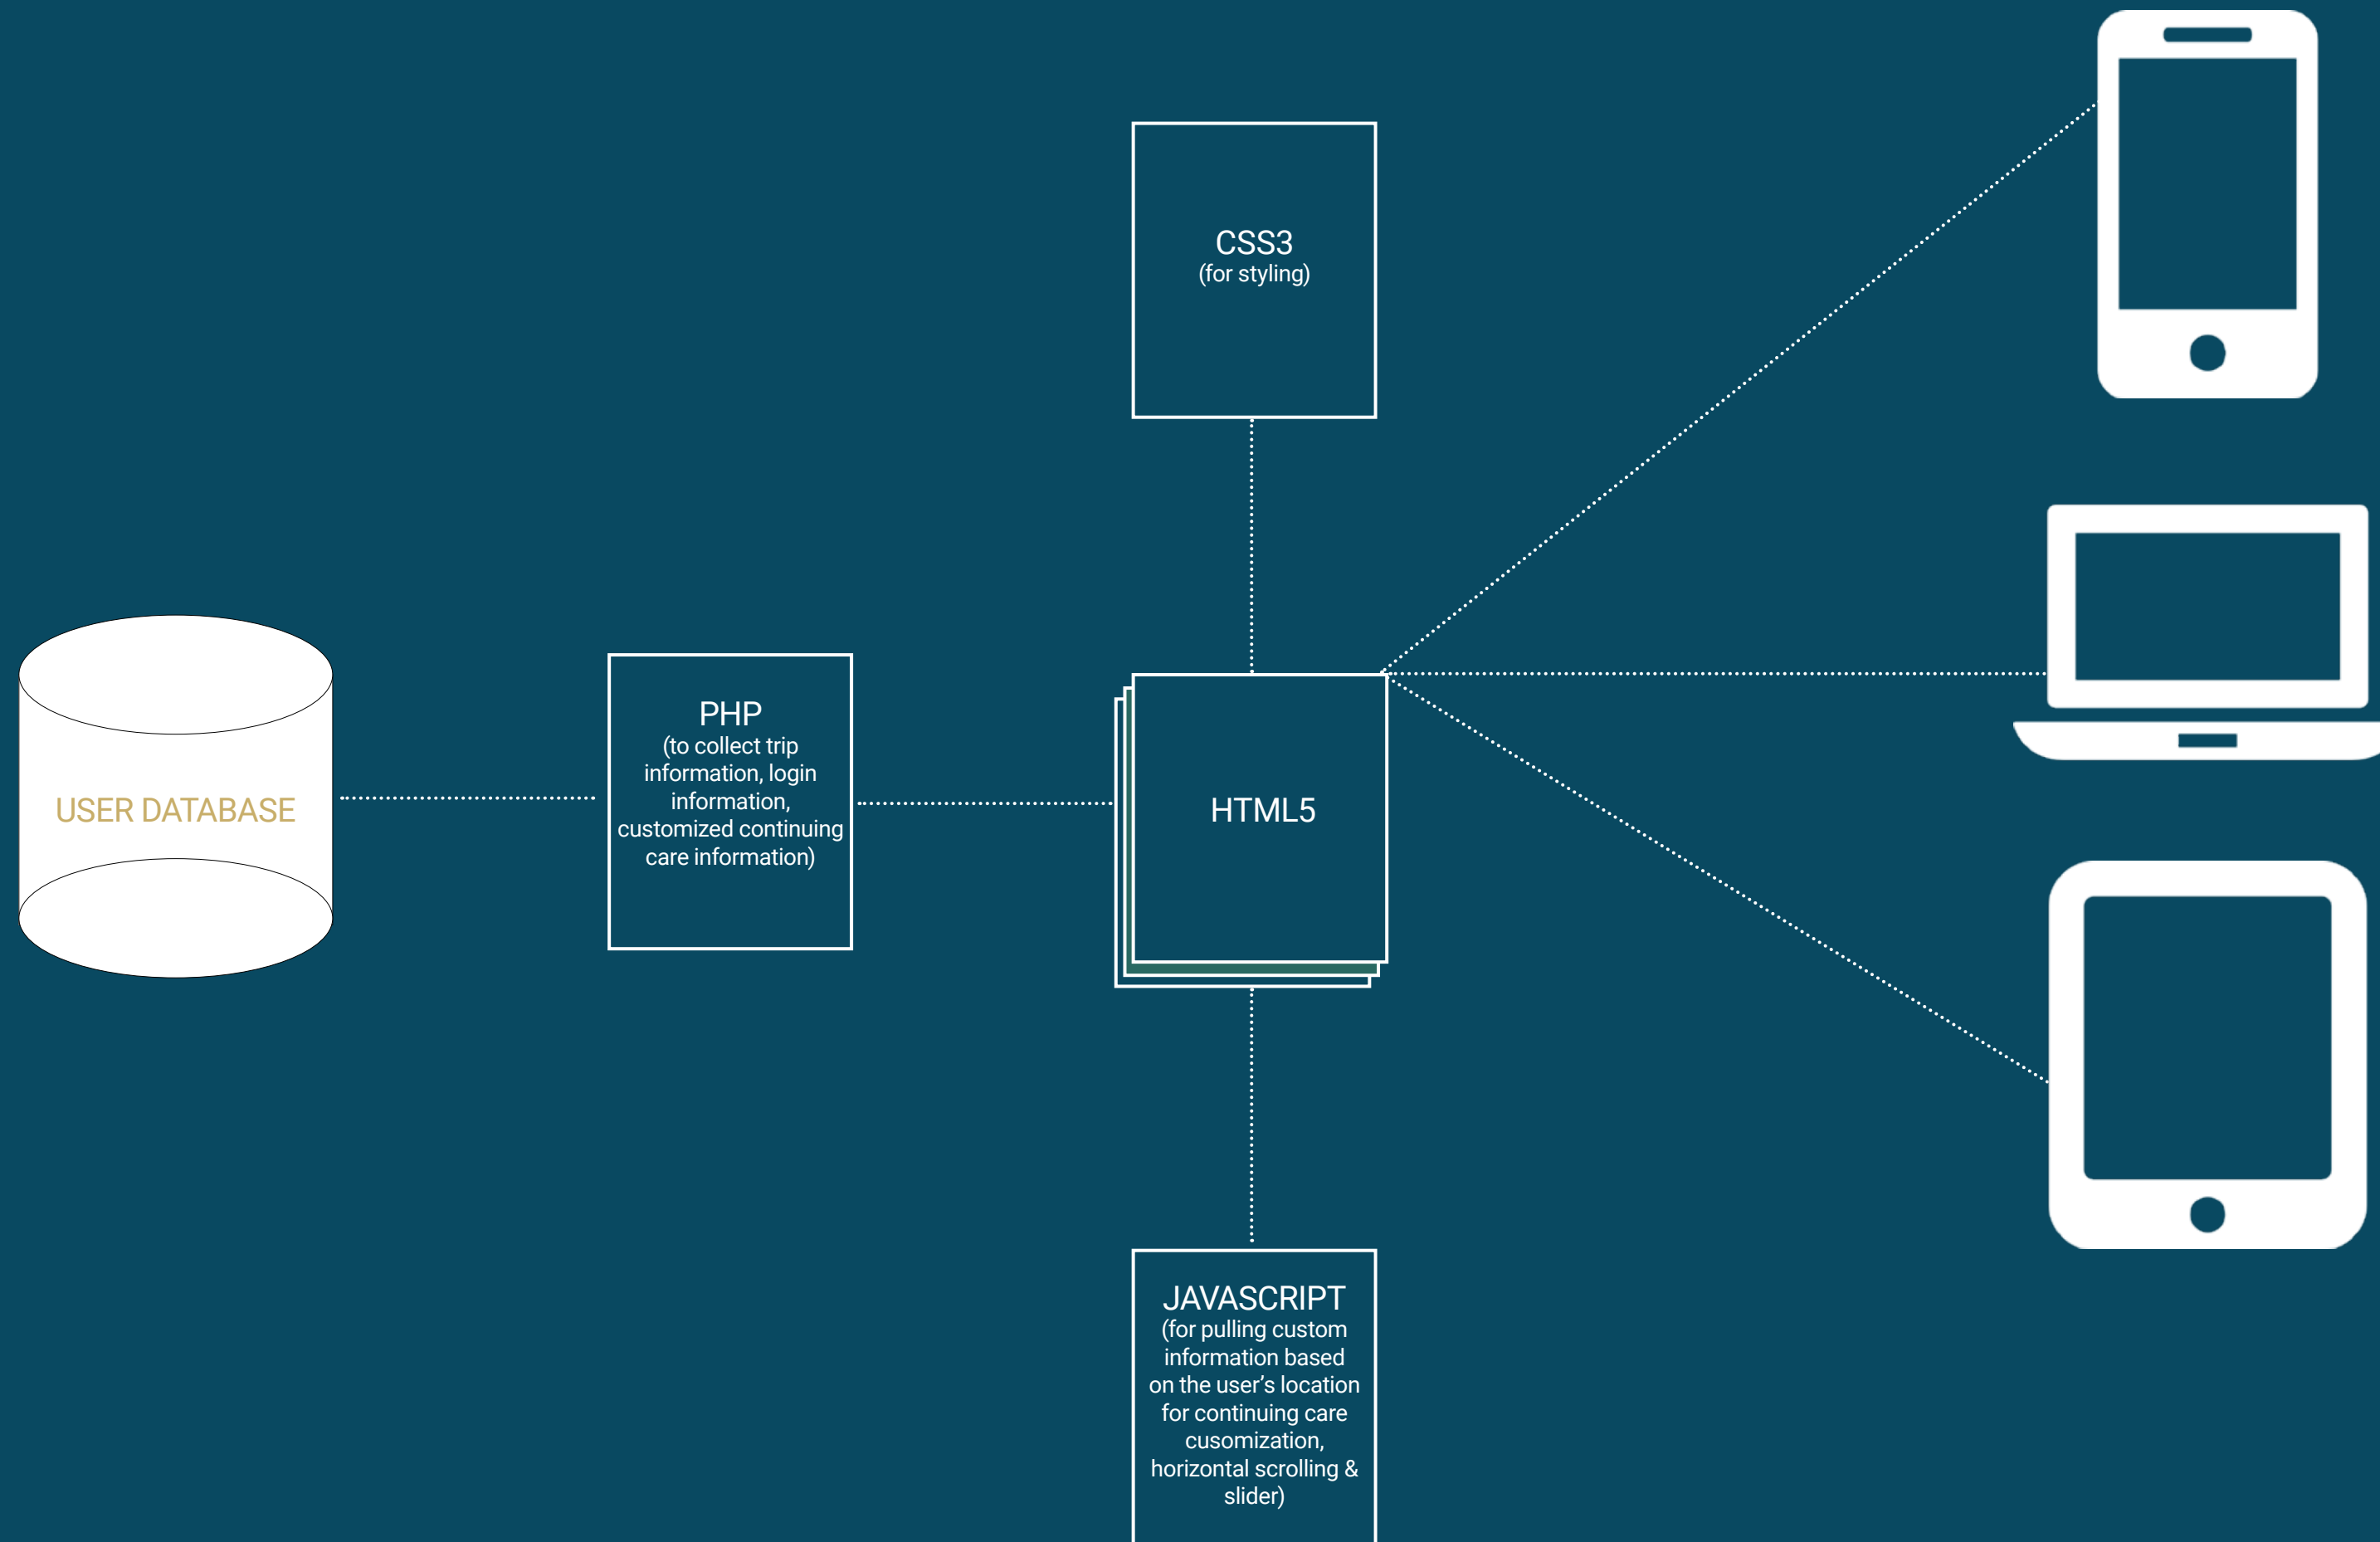 CSS3
(for styling)
USER DATABASE
PHP
(to collect trip
information, login
information,
customized continuing
care information)
HTML5
JAVASCRIPT
(for pulling custom
information based
on the user’s location
for continuing care
cusomization,
horizontal scrolling &
slider)